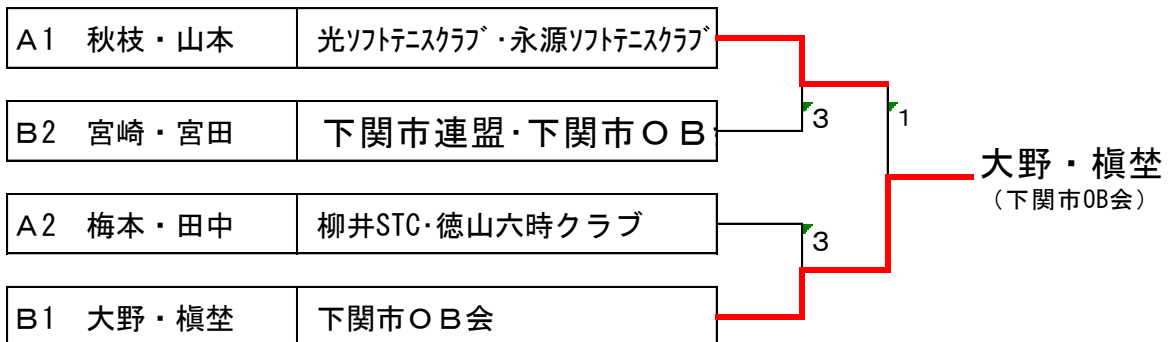 A1 秋枝・山本 光ｿﾌﾄﾃﾆｽｸﾗﾌﾞ・永源ｿﾌﾄﾃﾆｽｸﾗﾌﾞ
B2 宮崎・宮田 下関市連盟・下関市ＯＢ
3
1
大野・槇埜
（下関市OB会）
A2 梅本・田中 柳井STC・徳山六時クラブ
3
B1 大野・槇埜 下関市ＯＢ会